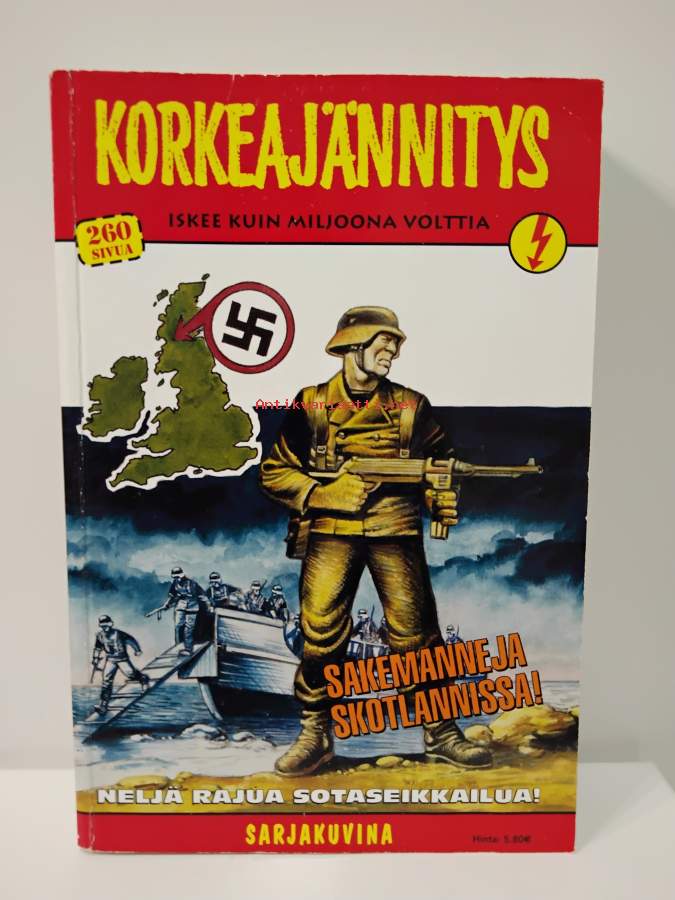 KORKEAJÄNNITYS
ISKEE KUIN MILJOONA VOLTTIA
260
SIVUA
Antikvariaatti.net
SAKEMANNEJA
SKOTLANNISSA!
NELJÄ RAJUA SOTASEIKKAILUA!
SARJAKUVINA
Hinta: 5.80€